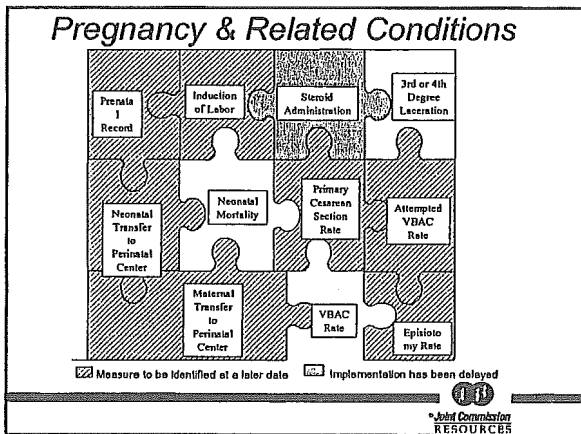 Pregnancy & Related Conditions
Prenata
l
Record
Induction
of Labor
Steroid
Administration
3rd or 4th
Degree
Laceration
Neonatal
Transfer
to
Perinatal
Center
Neonatal
Mortality
Primary
Cesarean
Section
Rate
Attempted
VBAC
Rate
Maternal
Transfer
to
Perinatal
Center
VBAC
Rate
Episioto
my Rate
Measure to be identified at a later date
Implementation has been delayed
Joint Commission
RESOURCES